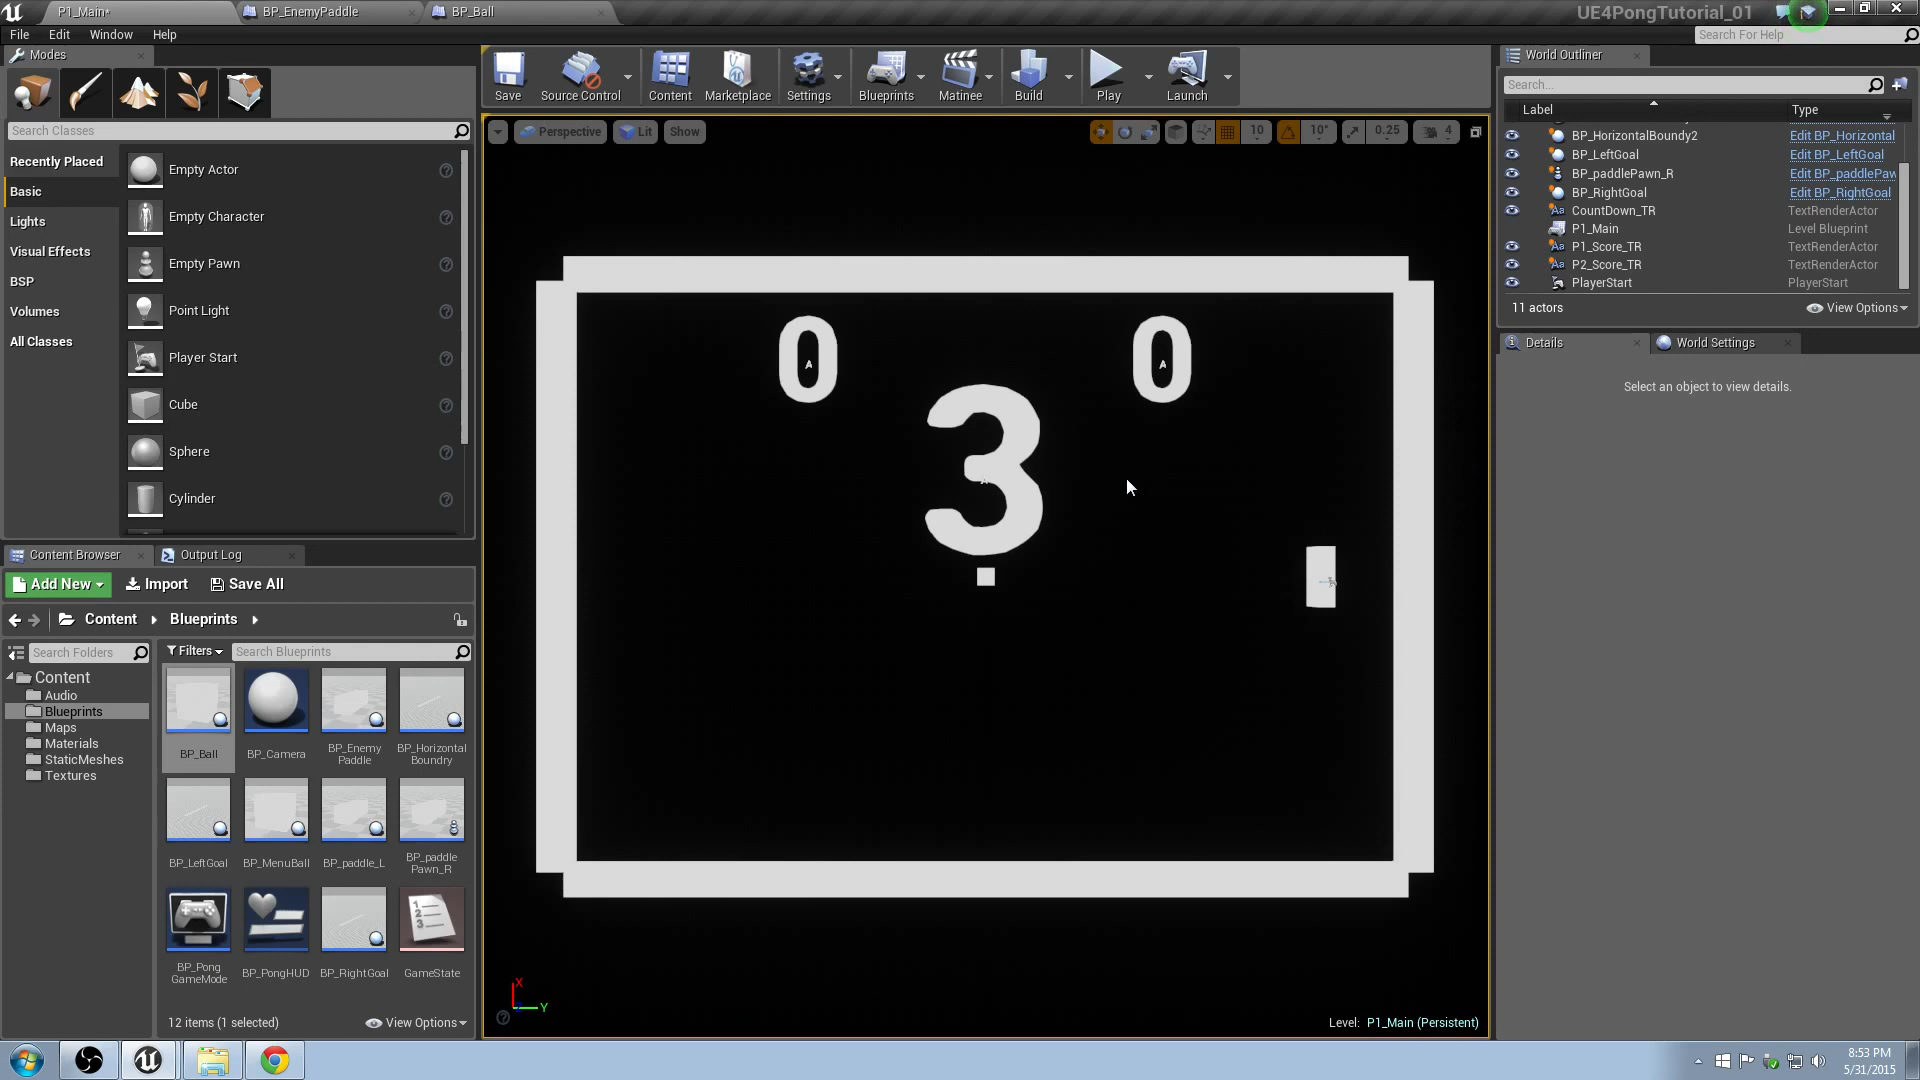 P1_Main*
BP_EnemyPaddle
BP_Ball
UE4PongTutorial_01
File Edit Window Help
Search For Help
Modes
Search Classes
Recently Placed
Basic
Lights
Visual Effects
BSP
Volumes
All Classes
Empty Actor
Empty Character
Empty Pawn
Point Light
Player Start
Cube
Sphere
Cylinder
Save
Source Control
Content
Marketplace
Settings
Blueprints
Matinee
Build
Play
Launch
Perspective
Lit
Show
10
10°
0.25
4
0
0
3
X
Y
Level: P1_Main (Persistent)
World Outliner
Search...
Label Type
BP_HorizontalBoundy2 Edit BP_Horizontal
BP_LeftGoal Edit BP_LeftGoal
BP_paddlePawn_R Edit BP_paddlePaw
BP_RightGoal Edit BP_RightGoal
CountDown_TR TextRenderActor
P1_Main Level Blueprint
P1_Score_TR TextRenderActor
P2_Score_TR TextRenderActor
PlayerStart PlayerStart
11 actors
View Options
Details
World Settings
Select an object to view details.
Content Browser
Output Log
Add New
Import
Save All
Content
Blueprints
Search Folders
Filters
Search Blueprints
Content
Audio
Blueprints
Maps
Materials
StaticMeshes
Textures
BP_Ball
BP_Camera
BP_Enemy
Paddle
BP_Horizontal
Boundry
BP_LeftGoal
BP_MenuBall
BP_paddle_L
BP_paddle
Pawn_R
BP_Pong
GameMode
BP_PongHUD
BP_RightGoal
GameState
12 items (1 selected)
View Options
8:53 PM
5/31/2015